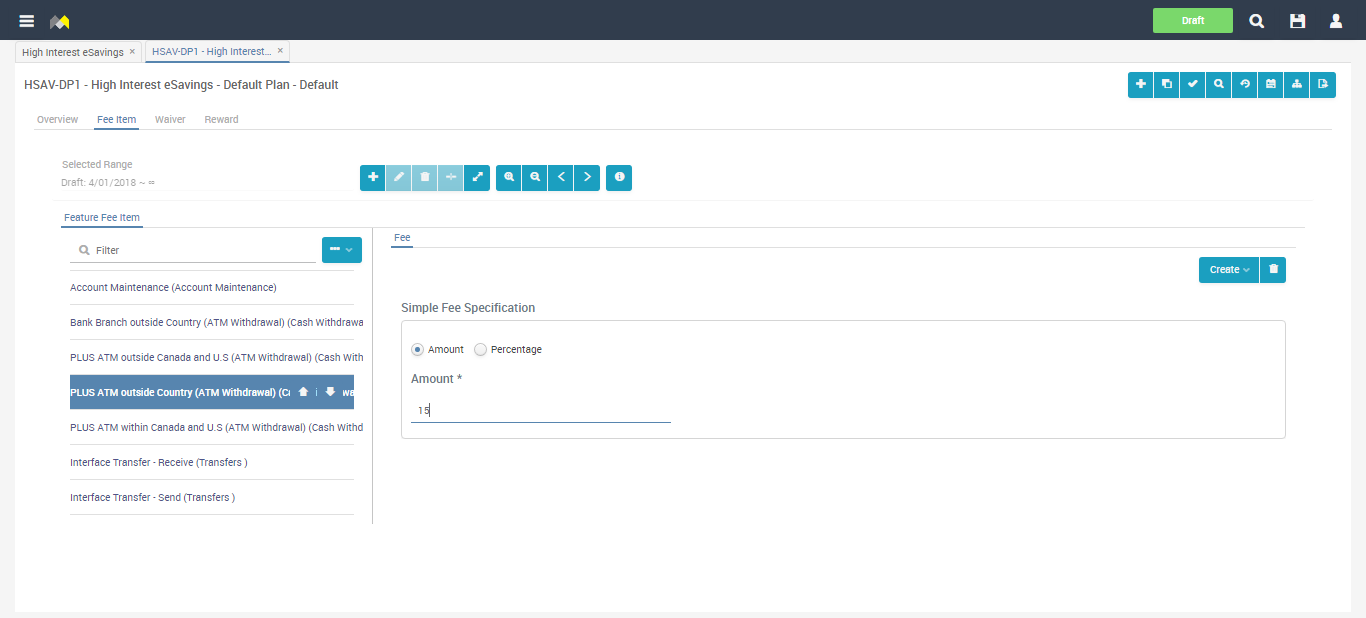 Draft
High Interest eSavings ×
HSAV-DP1 - High Interest... ×
HSAV-DP1 - High Interest eSavings - Default Plan - Default
Overview
Fee Item
Waiver
Reward
Selected Range
Draft: 4/01/2018 ~ ∞
Feature Fee Item
Filter
Account Maintenance (Account Maintenance)
Bank Branch outside Country (ATM Withdrawal) (Cash Withdrawa
PLUS ATM outside Canada and U.S (ATM Withdrawal) (Cash With
PLUS ATM outside Country (ATM Withdrawal) (
PLUS ATM within Canada and U.S (ATM Withdrawal) (Cash Withd
Interface Transfer - Receive (Transfers )
Interface Transfer - Send (Transfers )
Fee
Create
Simple Fee Specification
Amount
Percentage
Amount *
15